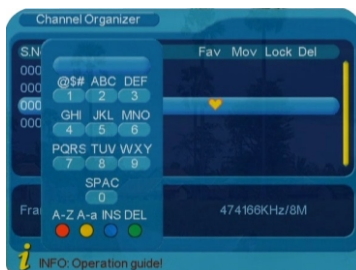 Channel Organizer
S.N
Fav Mov Lock Del
000
000
000
000
@$# ABC DEF
1 2 3
GHI JKL MNO
4 5 6
PQRS TUV WXY
7 8 9
SPAC
0
A-Z A-a INS DEL
Fra
474166KHz/8M
i INFO: Operation guide!